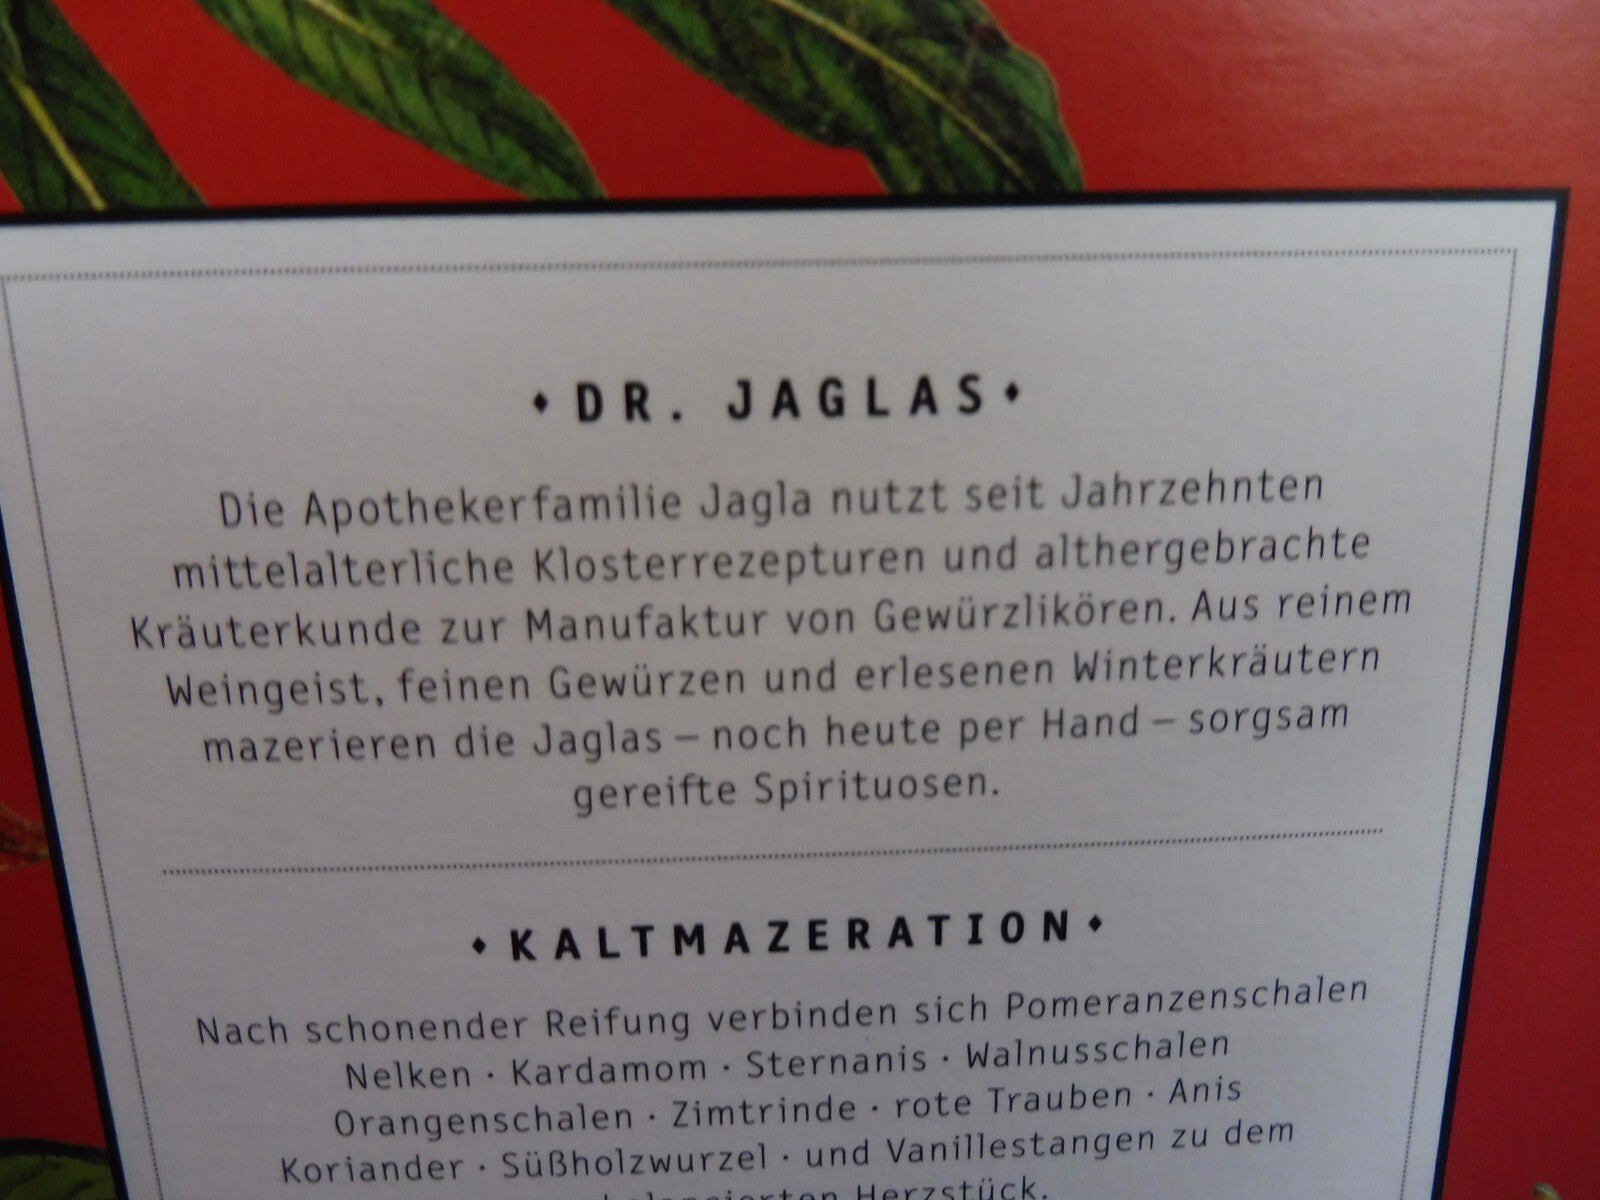 DR. JAGLAS
Die Apothekerfamilie Jagla nutzt seit Jahrzehnten
mittelalterliche Klosterrezepturen und althergebrachte
Kräuterkunde zur Manufaktur von Gewürzlikören. Aus reinem
Weingeist, feinen Gewürzen und erlesenen Winterkräutern
mazerieren die Jaglas – noch heute per Hand – sorgsam
gereifte Spirituosen.
KALTMAZERATION
Nach schonender Reifung verbinden sich Pomeranzenschalen
Nelken · Kardamom · Sternanis · Walnusschalen
Orangenschalen · Zimtrinde · rote Trauben · Anis
Koriander · Süßholzwurzel · und Vanillestangen zu dem
Herzstück.